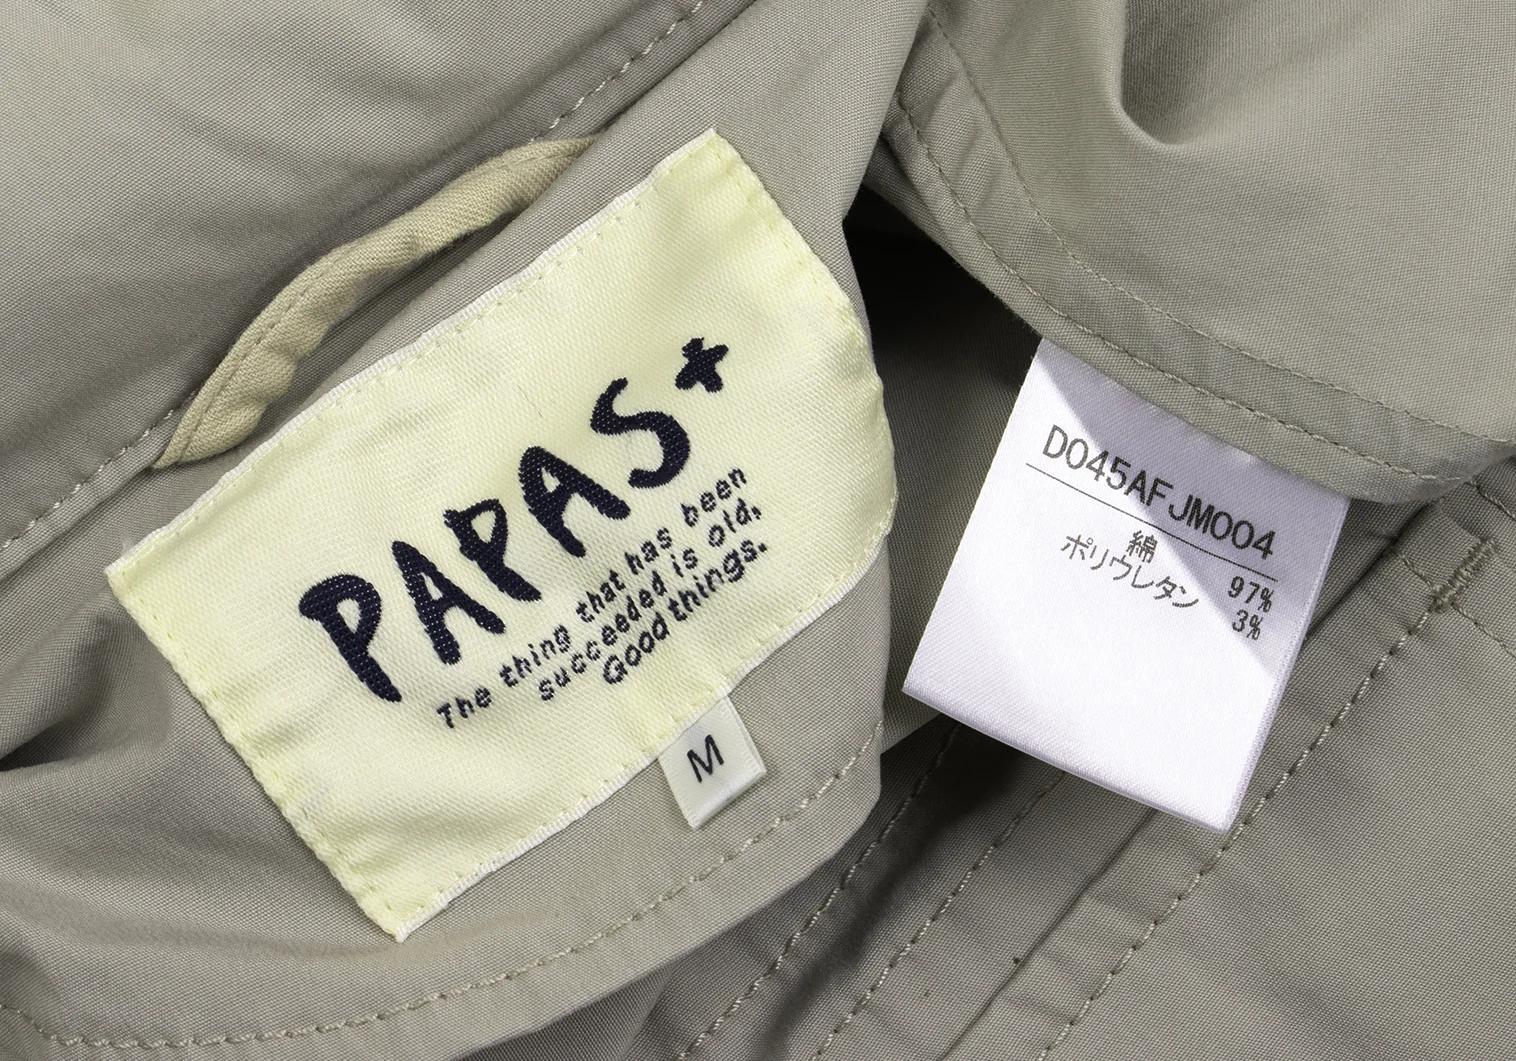 PAPAS+
The thing that has been
succeeded is old,
Good things.
M
D045AFJM004
綿 97%
ポリウレタン 3%